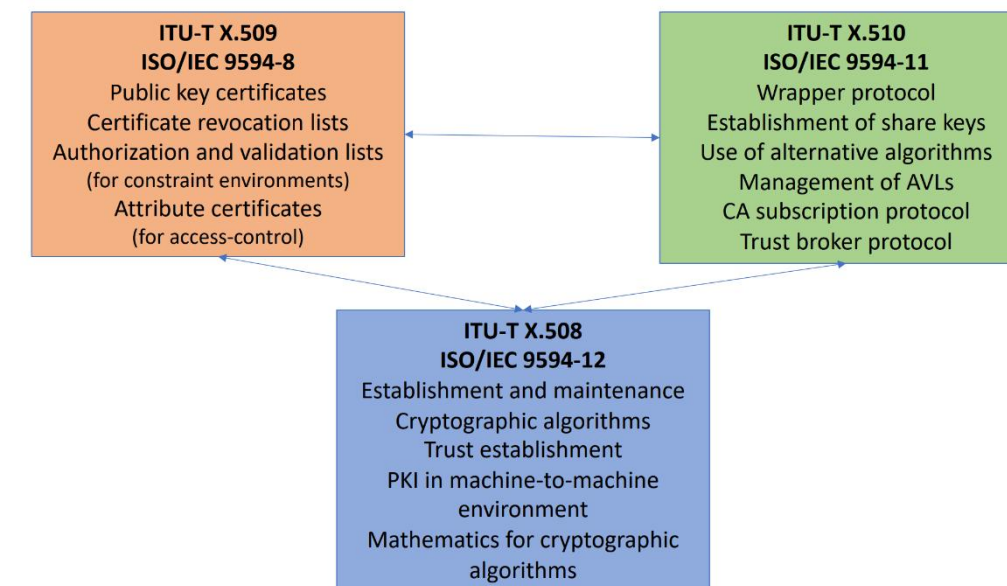 ITU-T X.509
ISO/IEC 9594-8
Public key certificates
Certificate revocation lists
Authorization and validation lists
(for constraint environments)
Attribute certificates
(for access-control)
ITU-T X.510
ISO/IEC 9594-11
Wrapper protocol
Establishment of share keys
Use of alternative algorithms
Management of AVLs
CA subscription protocol
Trust broker protocol
ITU-T X.508
ISO/IEC 9594-12
Establishment and maintenance
Cryptographic algorithms
Trust establishment
PKI in machine-to-machine
environment
Mathematics for cryptographic
algorithms